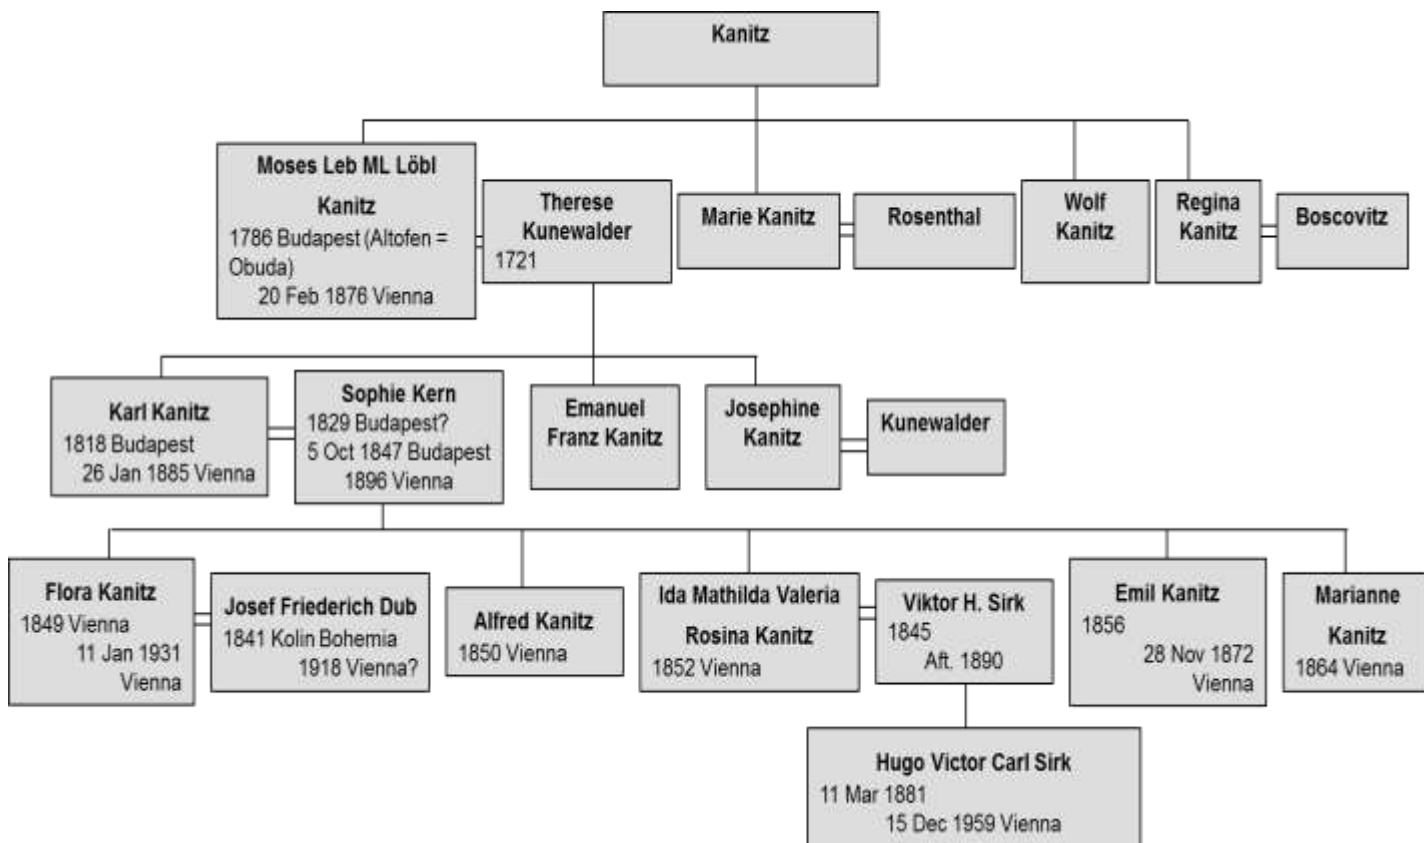 Kanitz
Moses Leb ML Löbl
Kanitz
1786 Budapest (Altofen =
Obuda)
20 Feb 1876 Vienna
Therese
Kunewalder
1721
Marie Kanitz
Rosenthal
Wolf
Kanitz
Regina
Kanitz
Boscovitz
Karl Kanitz
1818 Budapest
26 Jan 1885 Vienna
Sophie Kern
1829 Budapest?
5 Oct 1847 Budapest
1896 Vienna
Emanuel
Franz Kanitz
Josephine
Kanitz
Kunewalder
Flora Kanitz
1849 Vienna
11 Jan 1931
Vienna
Josef Friederich Dub
1841 Kolin Bohemia
1918 Vienna?
Alfred Kanitz
1850 Vienna
Ida Mathilda Valeria
Rosina Kanitz
1852 Vienna
Viktor H. Sirk
1845
Aft. 1890
Emil Kanitz
1856
28 Nov 1872
Vienna
Marianne
Kanitz
1864 Vienna
Hugo Victor Carl Sirk
11 Mar 1881
15 Dec 1959 Vienna